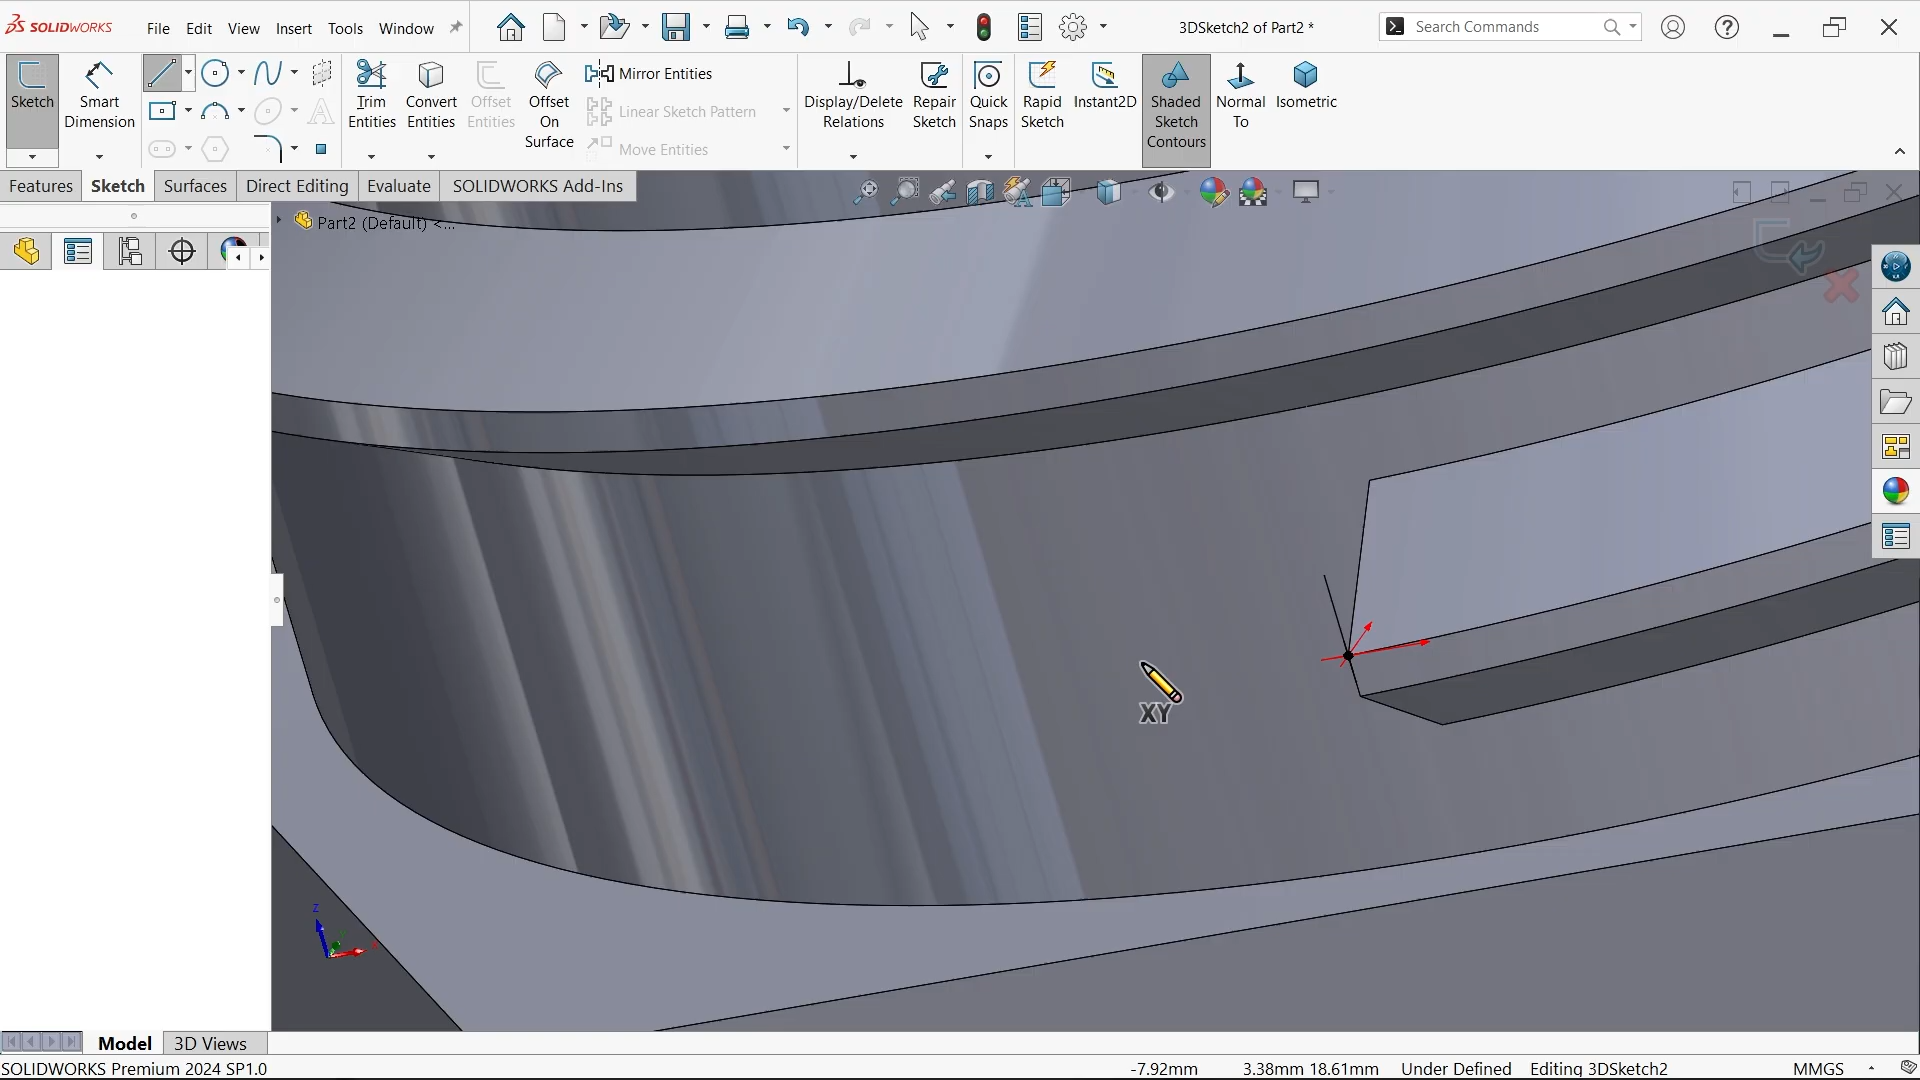 SOLIDWORKS File Edit View Insert Tools Window 3DSketch2 of Part2 * Search Commands
Sketch Smart Dimension Trim Entities Convert Entities Offset Entities Offset On Surface Mirror Entities Linear Sketch Pattern Move Entities Display/Delete Relations Repair Sketch Quick Snaps Rapid Sketch Instant2D Shaded Sketch Contours Normal To Isometric
Features Sketch Surfaces Direct Editing Evaluate SOLIDWORKS Add-Ins
Part2 (Default) <...
XY
Z
X
Model 3D Views
SOLIDWORKS Premium 2024 SP1.0 -7.92mm 3.38mm 18.61mm Under Defined Editing 3DSketch2 MMGS